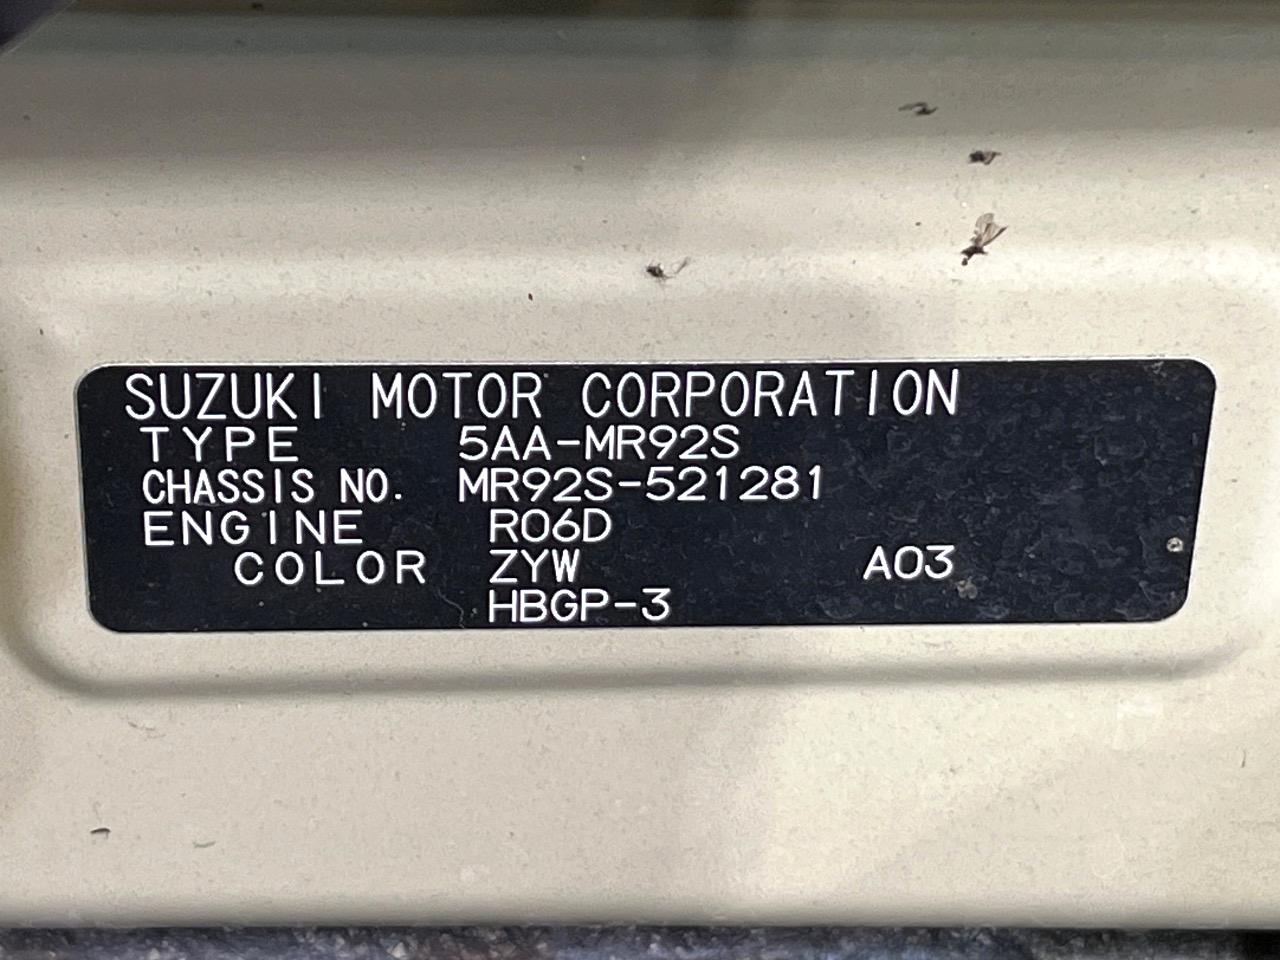 SUZUKI MOTOR CORPORATION
TYPE 5AA-MR92S
CHASSIS NO. MR92S-521281
ENGINE R06D
COLOR ZYW A03
HBGP-3